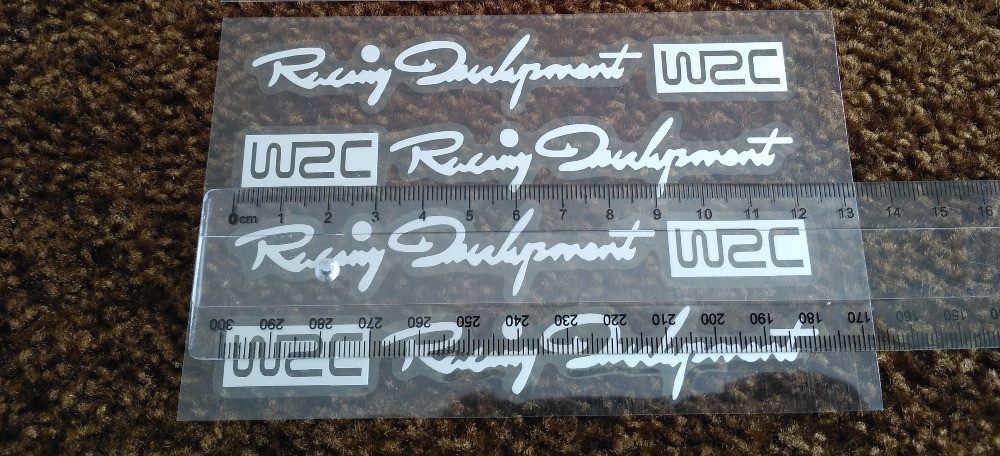 Racing Development WRC
WRC Racing Development
0cm 1 2 3 4 5 6 7 8 9 10 11 12 13 14 15 16
Racing Development WRC
300 290 280 270 260 250 240 230 220 210 200 190 180 170 160 150
WRC Racing Development